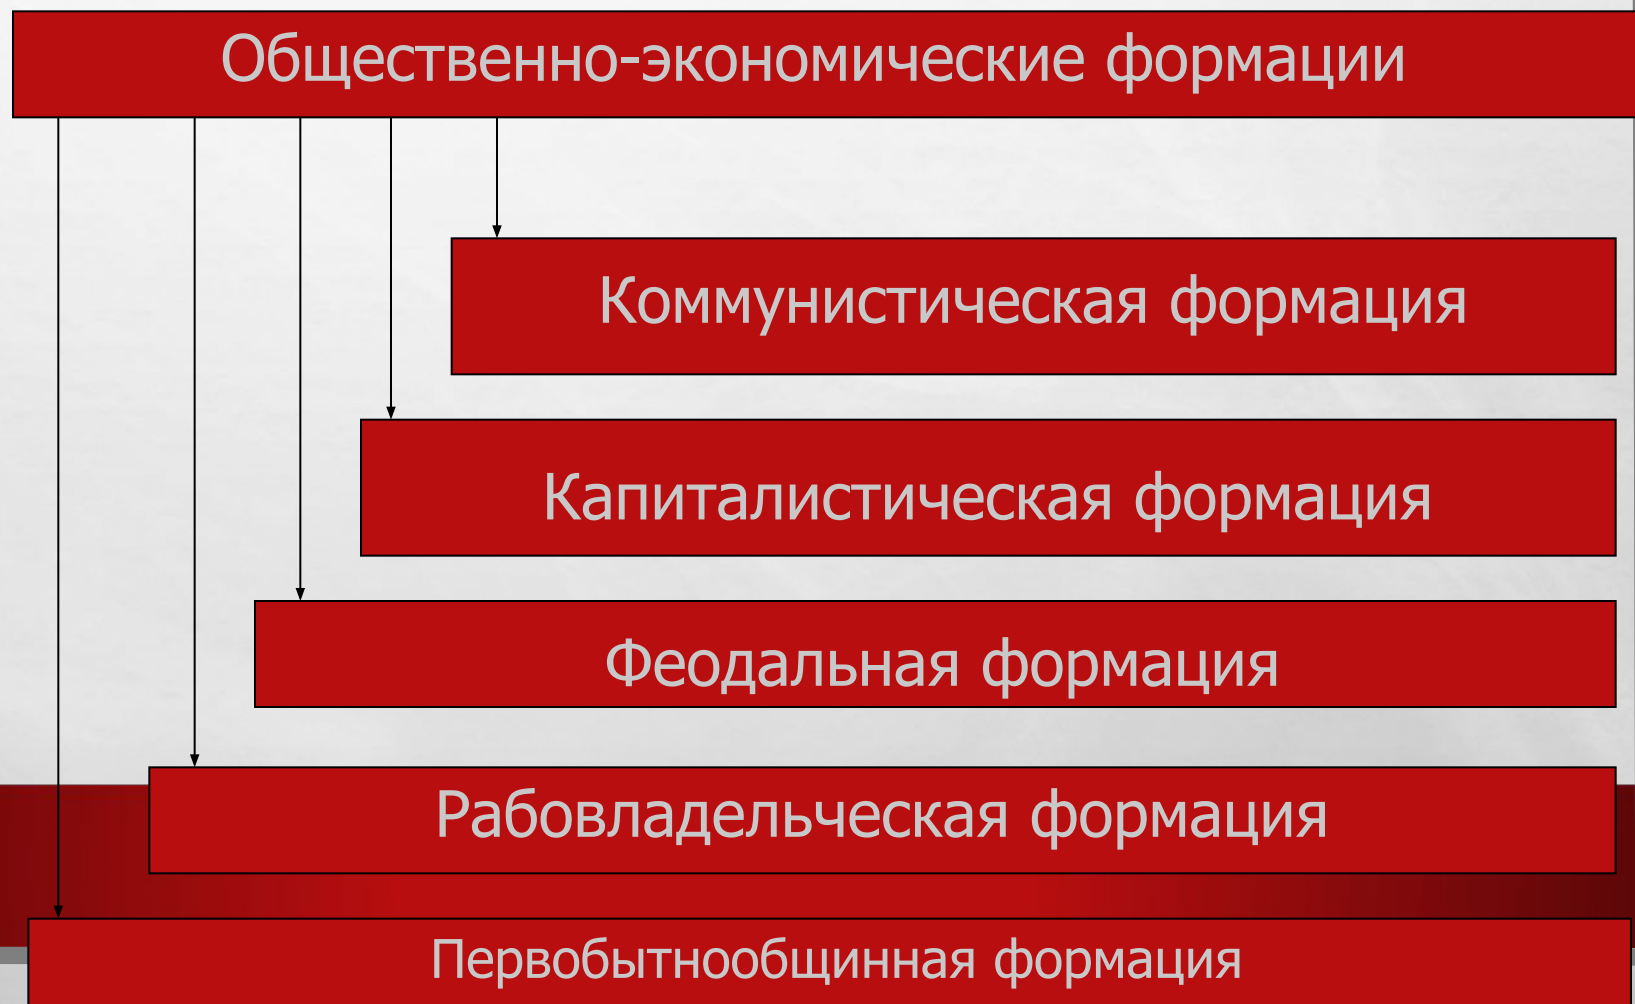 Общественно-экономические формации
Коммунистическая формация
Капиталистическая формация
Феодальная формация
Рабовладельческая формация
Первобытнообщинная формация